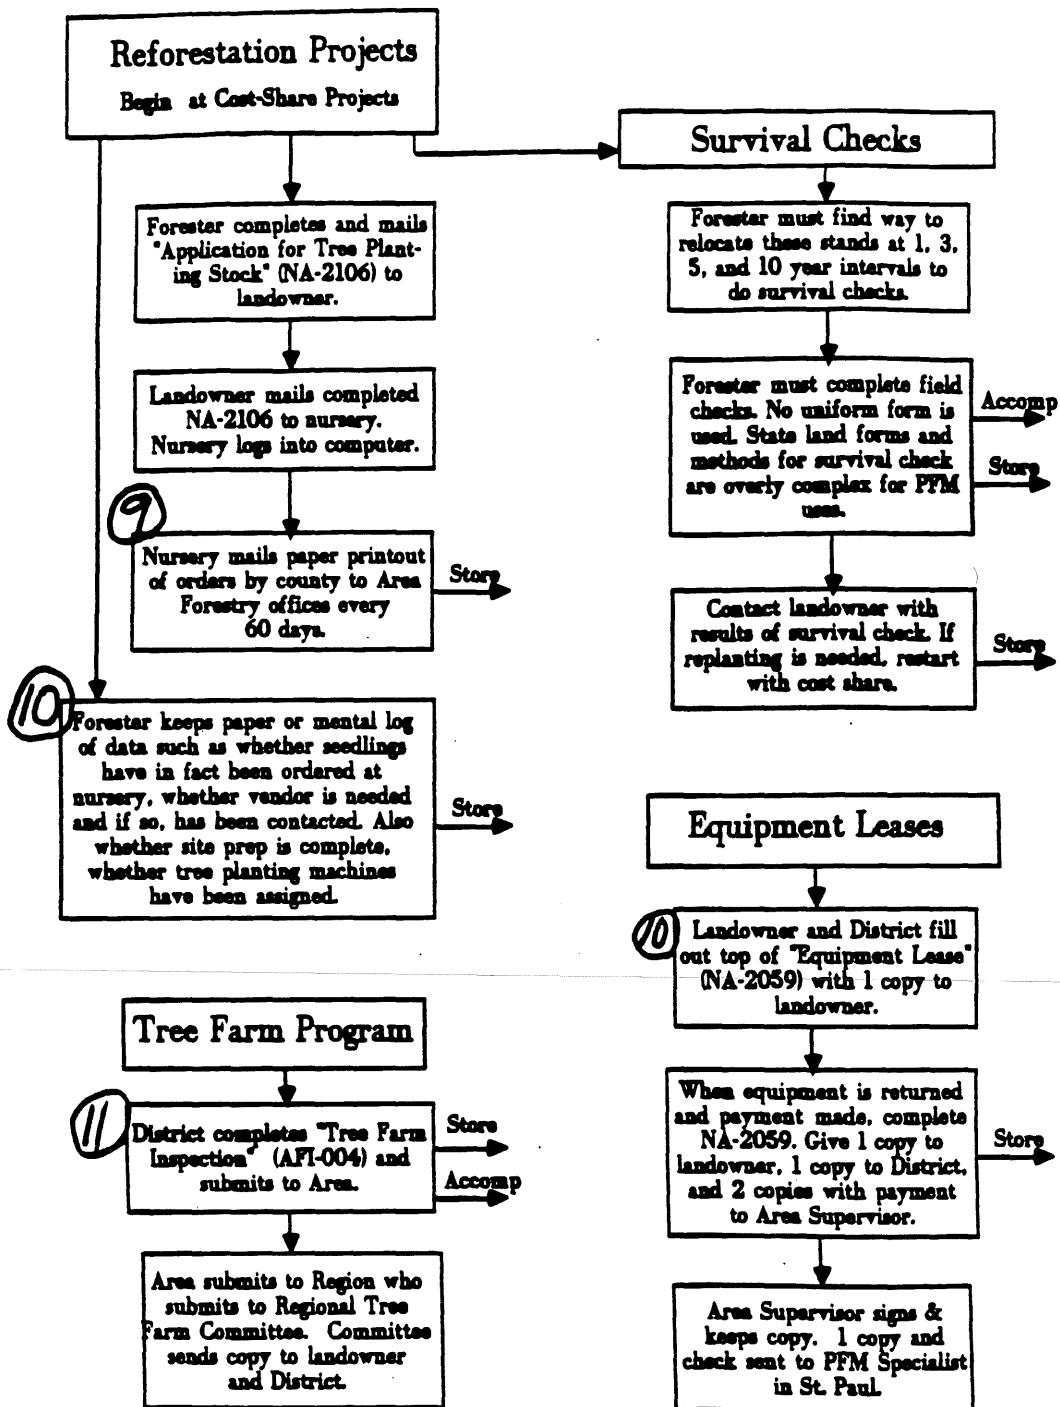 Reforestation Projects
Begin at Cost-Share Projects
Forester completes and mails
"Application for Tree Plant-
ing Stock" (NA-2106) to
landowner.
Landowner mails completed
NA-2106 to nursery.
Nursery logs into computer.
9
Nursery mails paper printout
of orders by county to Area
Forestry offices every
60 days.
Store
10
Forester keeps paper or mental log
of data such as whether seedlings
have in fact been ordered at
nursery, whether vendor is needed
and if so, has been contacted. Also
whether site prep is complete,
whether tree planting machines
have been assigned.
Store
Survival Checks
Forester must find way to
relocate these stands at 1, 3,
5, and 10 year intervals to
do survival checks.
Forester must complete field
checks. No uniform form is
used. State land forms and
methods for survival check
are overly complex for PFM
uses.
Accomp
Store
Contact landowner with
results of survival check. If
replanting is needed, restart
with cost share.
Store
Tree Farm Program
11
District completes "Tree Farm
Inspection" (AFI-004) and
submits to Area.
Store
Accomp
Area submits to Region who
submits to Regional Tree
Farm Committee. Committee
sends copy to landowner
and District.
Equipment Leases
10
Landowner and District fill
out top of "Equipment Lease"
(NA-2059) with 1 copy to
landowner.
When equipment is returned
and payment made, complete
NA-2059. Give 1 copy to
landowner, 1 copy to District,
and 2 copies with payment
to Area Supervisor.
Store
Area Supervisor signs &
keeps copy. 1 copy and
check sent to PFM Specialist
in St. Paul.